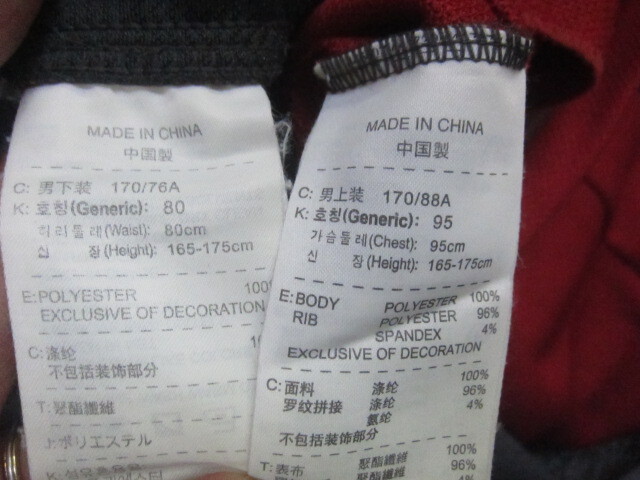 MADE IN CHINA
中国製
C: 男下装 170/76A
K: 호칭(Generic): 80
허리둘레(Waist): 80cm
신 장(Height): 165-175cm
E:POLYESTER 100
EXCLUSIVE OF DECORATION
C:涤纶 10
不包括装饰部分
T:聚酯纖維
J:ポリエステル
MADE IN CHINA
中国製
C: 男上装 170/88A
K: 호칭(Generic): 95
가슴둘레(Chest): 95cm
신 장(Height): 165-175cm
E:BODY POLYESTER 100%
RIB POLYESTER 96%
SPANDEX 4%
EXCLUSIVE OF DECORATION
C:面料 涤纶 100%
罗纹拼接 涤纶 96%
氨纶 4%
不包括装饰部分
T:表布 聚酯纖維 100%
聚酯纖維 96%
4%